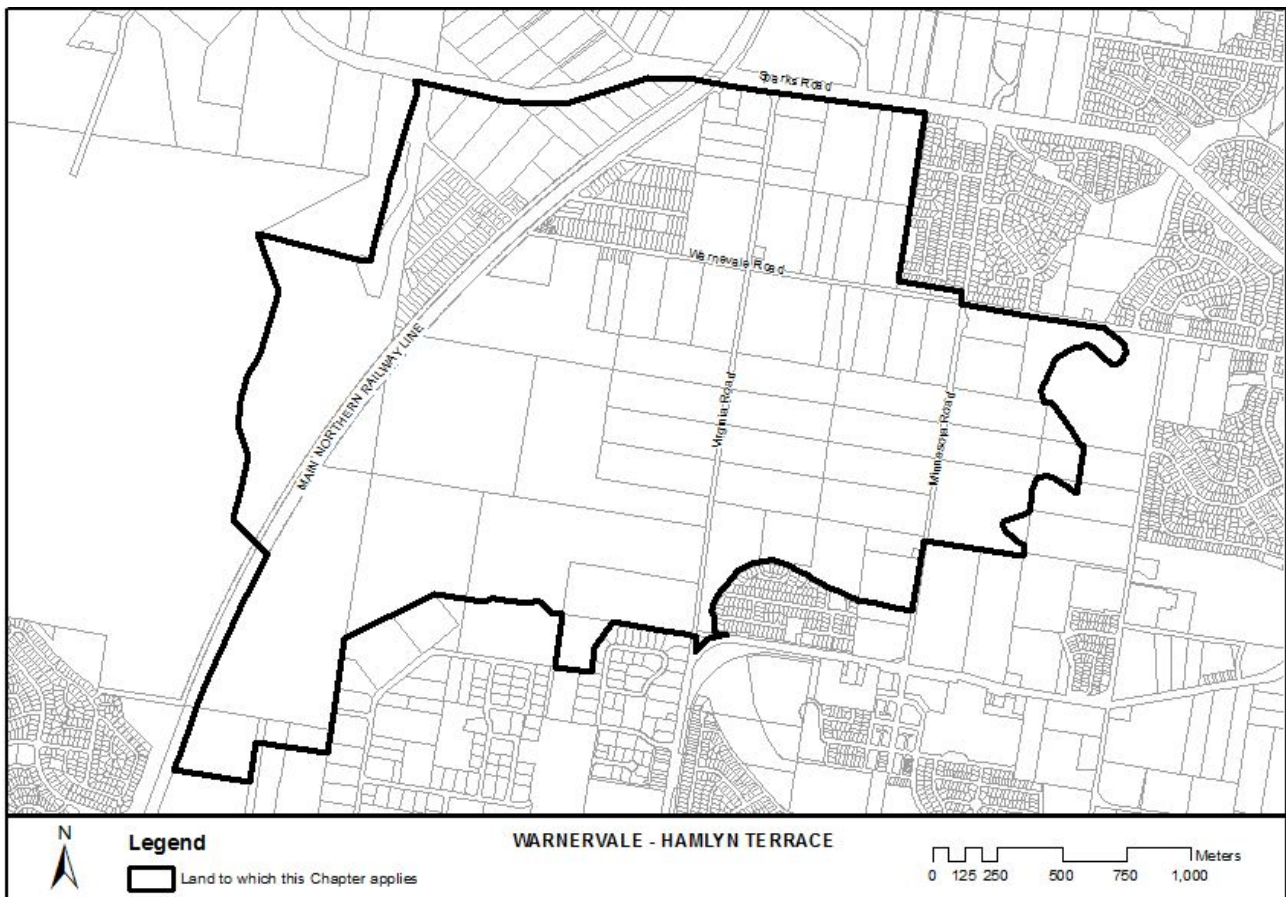 Sparks Road
Warnevale Road
MAIN NORTHERN RAILWAY LINE
Virginia Road
Minnesota Road
N
Legend
Land to which this Chapter applies
WARNERVALE - HAMLYN TERRACE
Meters
0 125 250 500 750 1,000